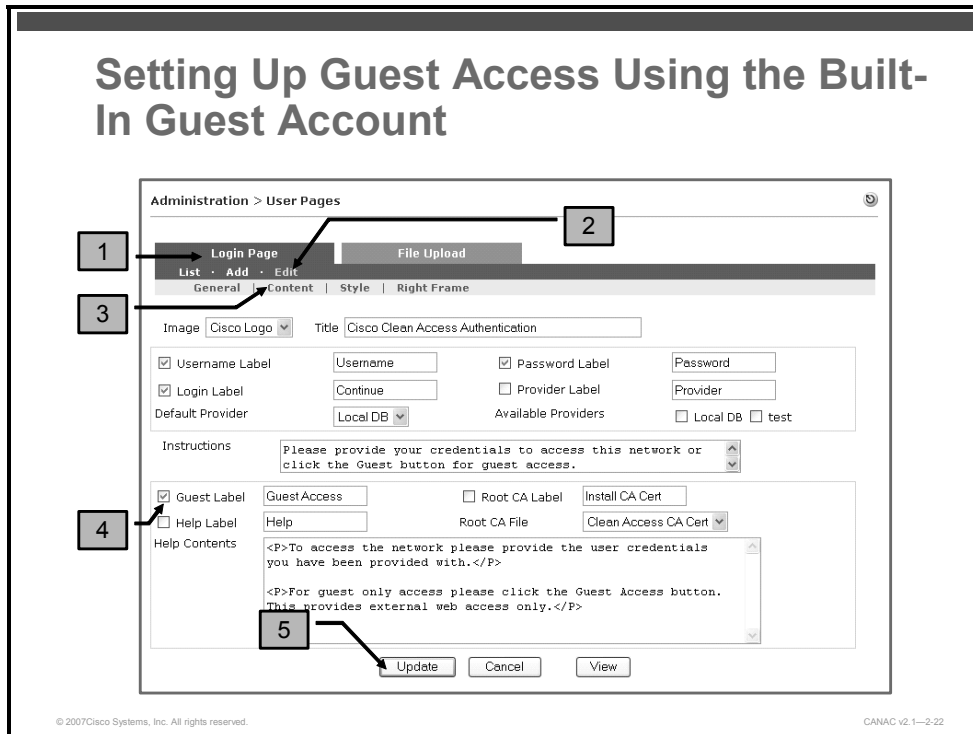 Setting Up Guest Access Using the Built-
In Guest Account
Administration > User Pages
1
2
Login Page
File Upload
List · Add · Edit
3
General | Content | Style | Right Frame
Image
Cisco Logo
Title
Cisco Clean Access Authentication
Username Label
Username
Password Label
Password
Login Label
Continue
Provider Label
Provider
Default Provider
Local DB
Available Providers
Local DB
test
Instructions
Please provide your credentials to access this network or
click the Guest button for guest access.
Guest Label
Guest Access
Root CA Label
Install CA Cert
4
Help Label
Help
Root CA File
Clean Access CA Cert
Help Contents
<P>To access the network please provide the user credentials
you have been provided with.</P>
<P>For guest only access please click the Guest Access button.
This provides external web access only.</P>
5
Update
Cancel
View
© 2007Cisco Systems, Inc. All rights reserved.
CANAC v2.1—2-22